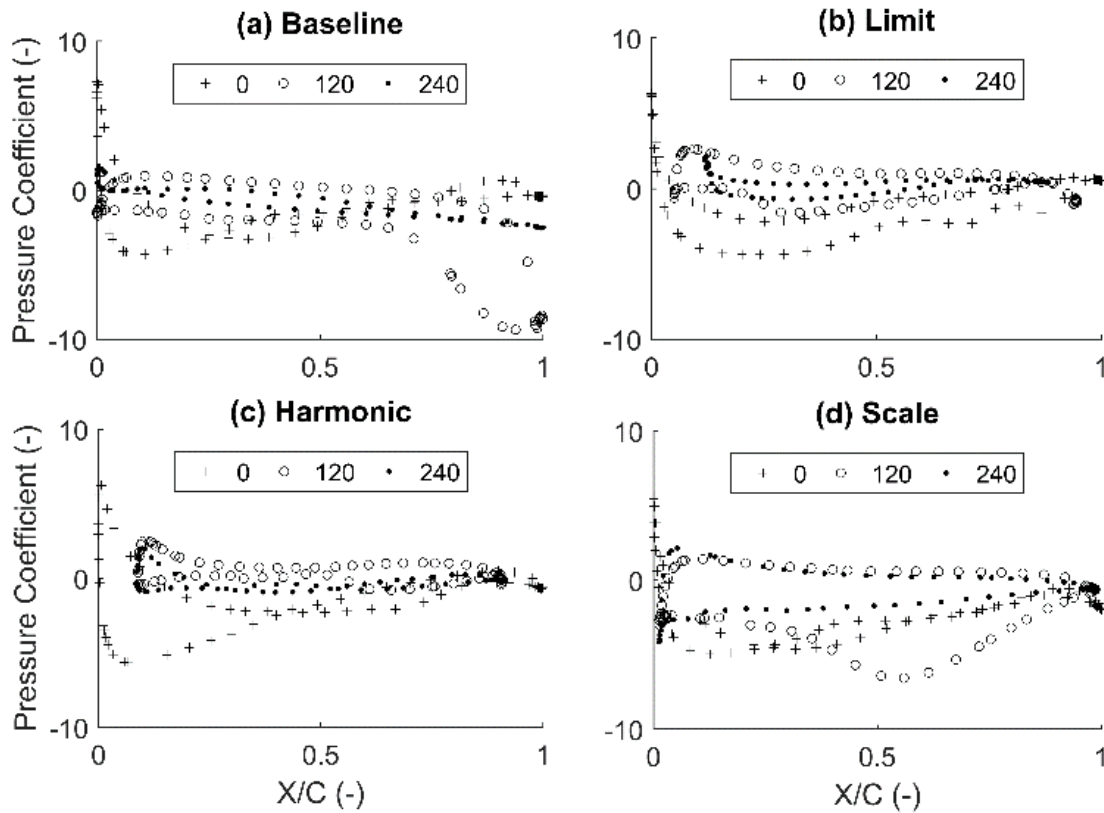 (a) Baseline
Pressure Coefficient (-)
10
0
-10
+ 0 ○ 120 • 240
0 0.5 1
(b) Limit
10
0
-10
+ 0 ○ 120 • 240
0 0.5 1
(c) Harmonic
Pressure Coefficient (-)
10
0
-10
+ 0 ○ 120 • 240
0 0.5 1
X/C (-)
(d) Scale
10
0
-10
+ 0 ○ 120 • 240
0 0.5 1
X/C (-)